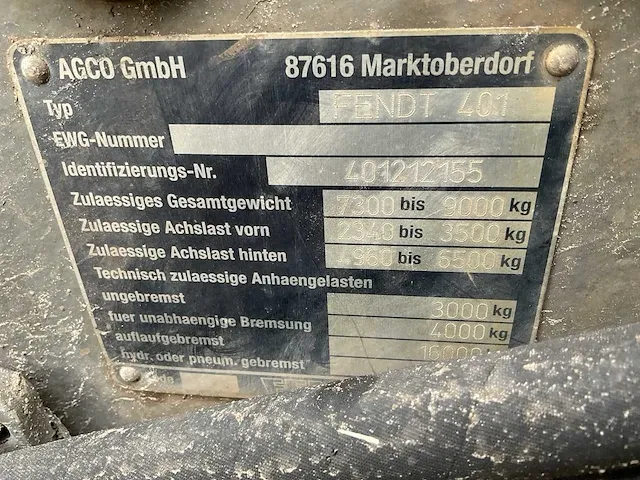 AGCO GmbH 87616 Marktoberdorf
Typ FENDT 401
EWG-Nummer
Identifizierungs-Nr. 401212155
Zulaessiges Gesamtgewicht 7300 bis 9000 kg
Zulaessige Achslast vorn 2340 bis 3500 kg
Zulaessige Achslast hinten 4960 bis 6500 kg
Technisch zulaessige Anhaengelasten
ungebremst 3000 kg
fuer unabhaengige Bremsung 4000 kg
auflaufgebremst
hydr. oder pneum. gebremst